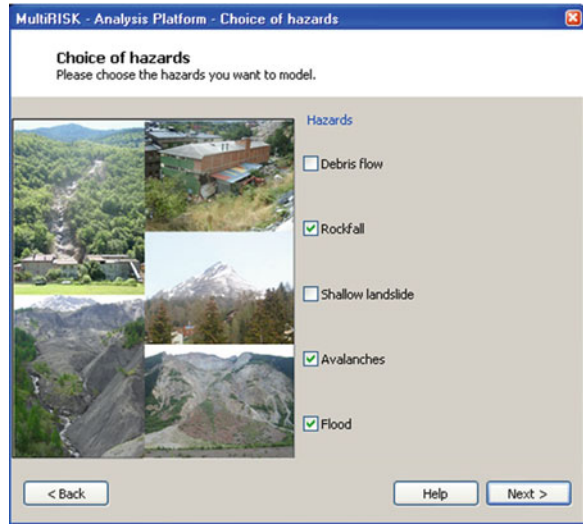 MultiRISK - Analysis Platform - Choice of hazards
Choice of hazards
Please choose the hazards you want to model.
Hazards
Debris flow
Rockfall
Shallow landslide
Avalanches
Flood
< Back
Help
Next >